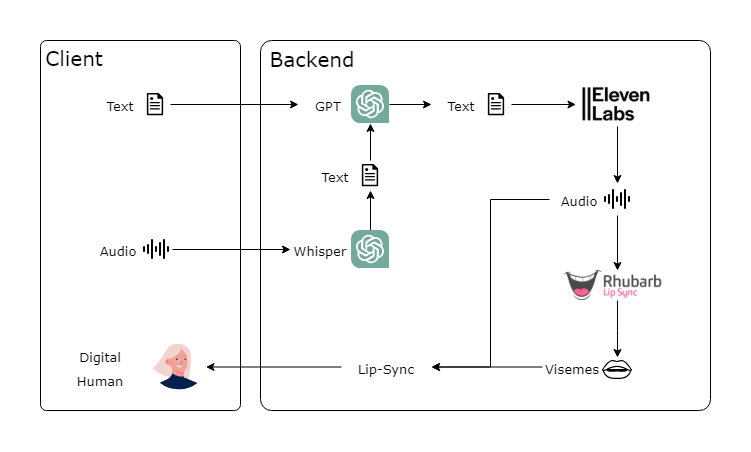 Client
Backend
Text
GPT
Text
||Eleven
Labs
Text
Audio
Audio
Whisper
Rhubarb
Lip Sync
Digital
Human
Lip-Sync
Visemes